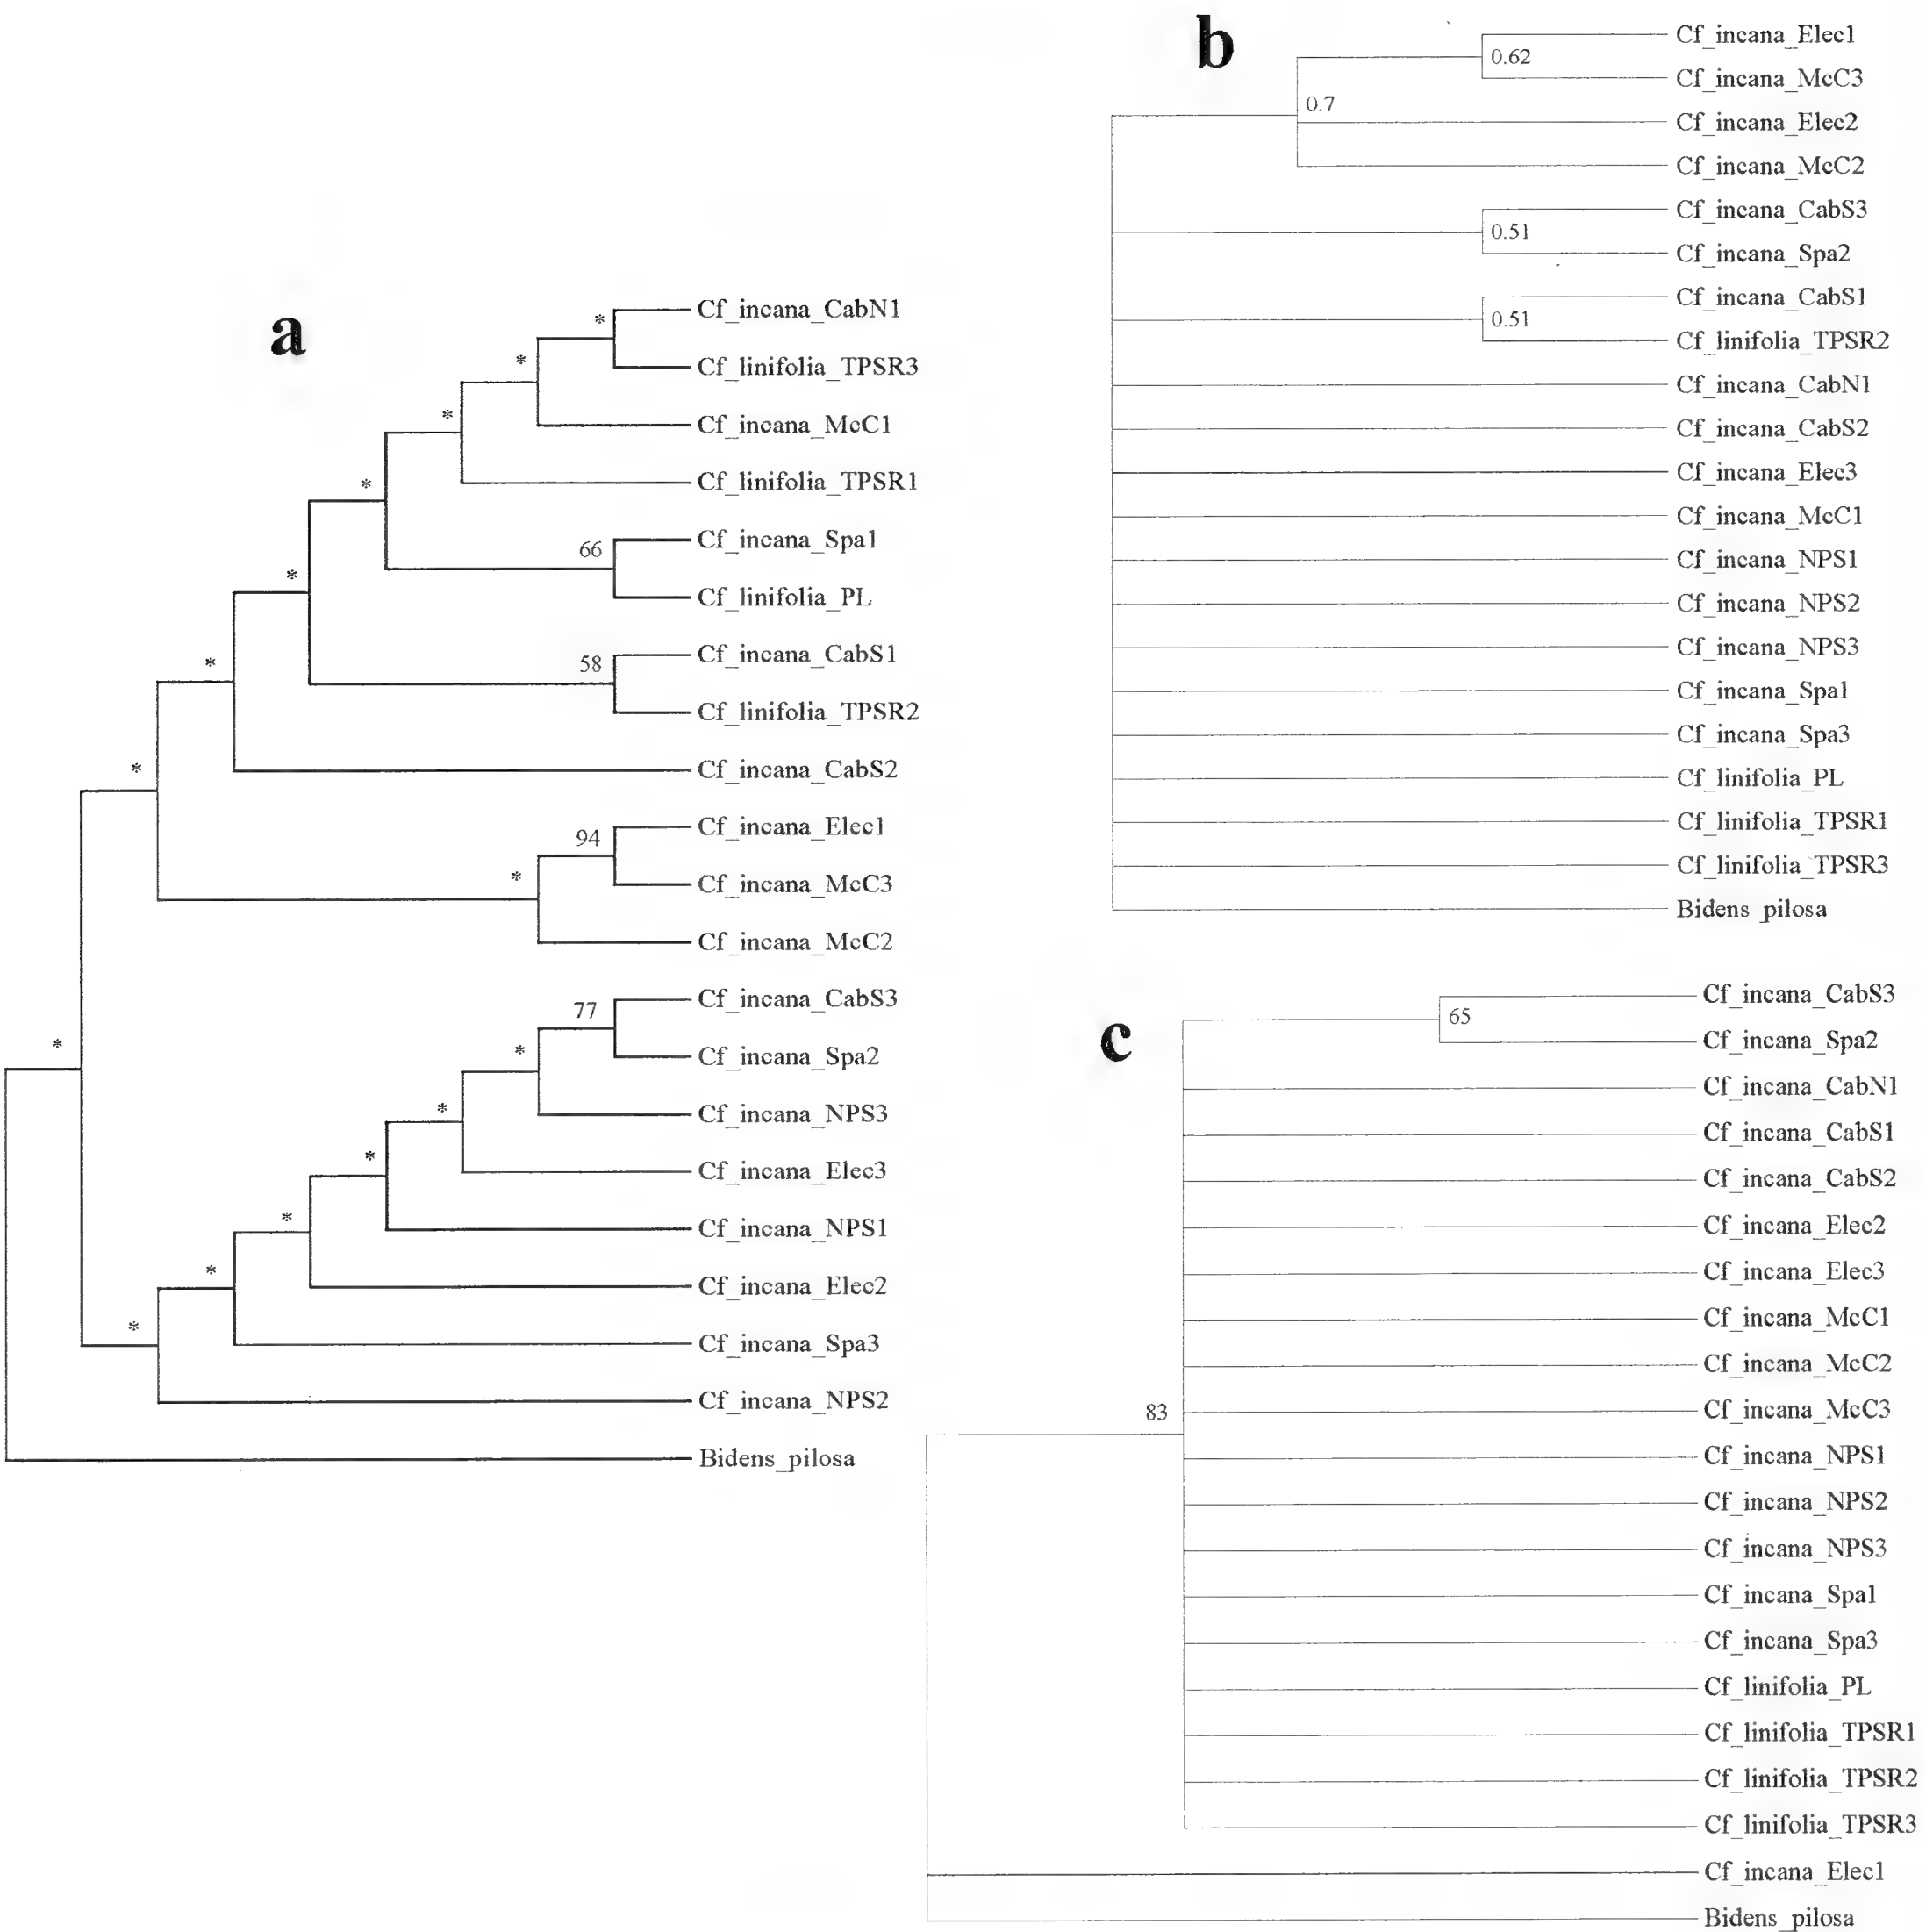 a
*
Cf_incana_CabN1
*
Cf_linifolia_TPSR3
*
Cf_incana_McC1
*
Cf_linifolia_TPSR1
66
Cf_incana_Spa1
*
Cf_linifolia_PL
*
58
Cf_incana_CabS1
Cf_linifolia_TPSR2
*
Cf_incana_CabS2
94
Cf_incana_Elec1
*
Cf_incana_McC3
Cf_incana_McC2
77
Cf_incana_CabS3
*
*
Cf_incana_Spa2
*
Cf_incana_NPS3
*
Cf_incana_Elec3
*
Cf_incana_NPS1
*
Cf_incana_Elec2
*
Cf_incana_Spa3
Cf_incana_NPS2
Bidens_pilosa
b
Cf_incana_Elec1
0.62
Cf_incana_McC3
0.7
Cf_incana_Elec2
Cf_incana_McC2
Cf_incana_CabS3
0.51
Cf_incana_Spa2
Cf_incana_CabS1
0.51
Cf_linifolia_TPSR2
Cf_incana_CabN1
Cf_incana_CabS2
Cf_incana_Elec3
Cf_incana_McC1
Cf_incana_NPS1
Cf_incana_NPS2
Cf_incana_NPS3
Cf_incana_Spa1
Cf_incana_Spa3
Cf_linifolia_PL
Cf_linifolia_TPSR1
Cf_linifolia_TPSR3
Bidens_pilosa
c
Cf_incana_CabS3
65
Cf_incana_Spa2
Cf_incana_CabN1
Cf_incana_CabS1
Cf_incana_CabS2
Cf_incana_Elec2
Cf_incana_Elec3
Cf_incana_McC1
Cf_incana_McC2
Cf_incana_McC3
83
Cf_incana_NPS1
Cf_incana_NPS2
Cf_incana_NPS3
Cf_incana_Spa1
Cf_incana_Spa3
Cf_linifolia_PL
Cf_linifolia_TPSR1
Cf_linifolia_TPSR2
Cf_linifolia_TPSR3
Cf_incana_Elec1
Bidens_pilosa